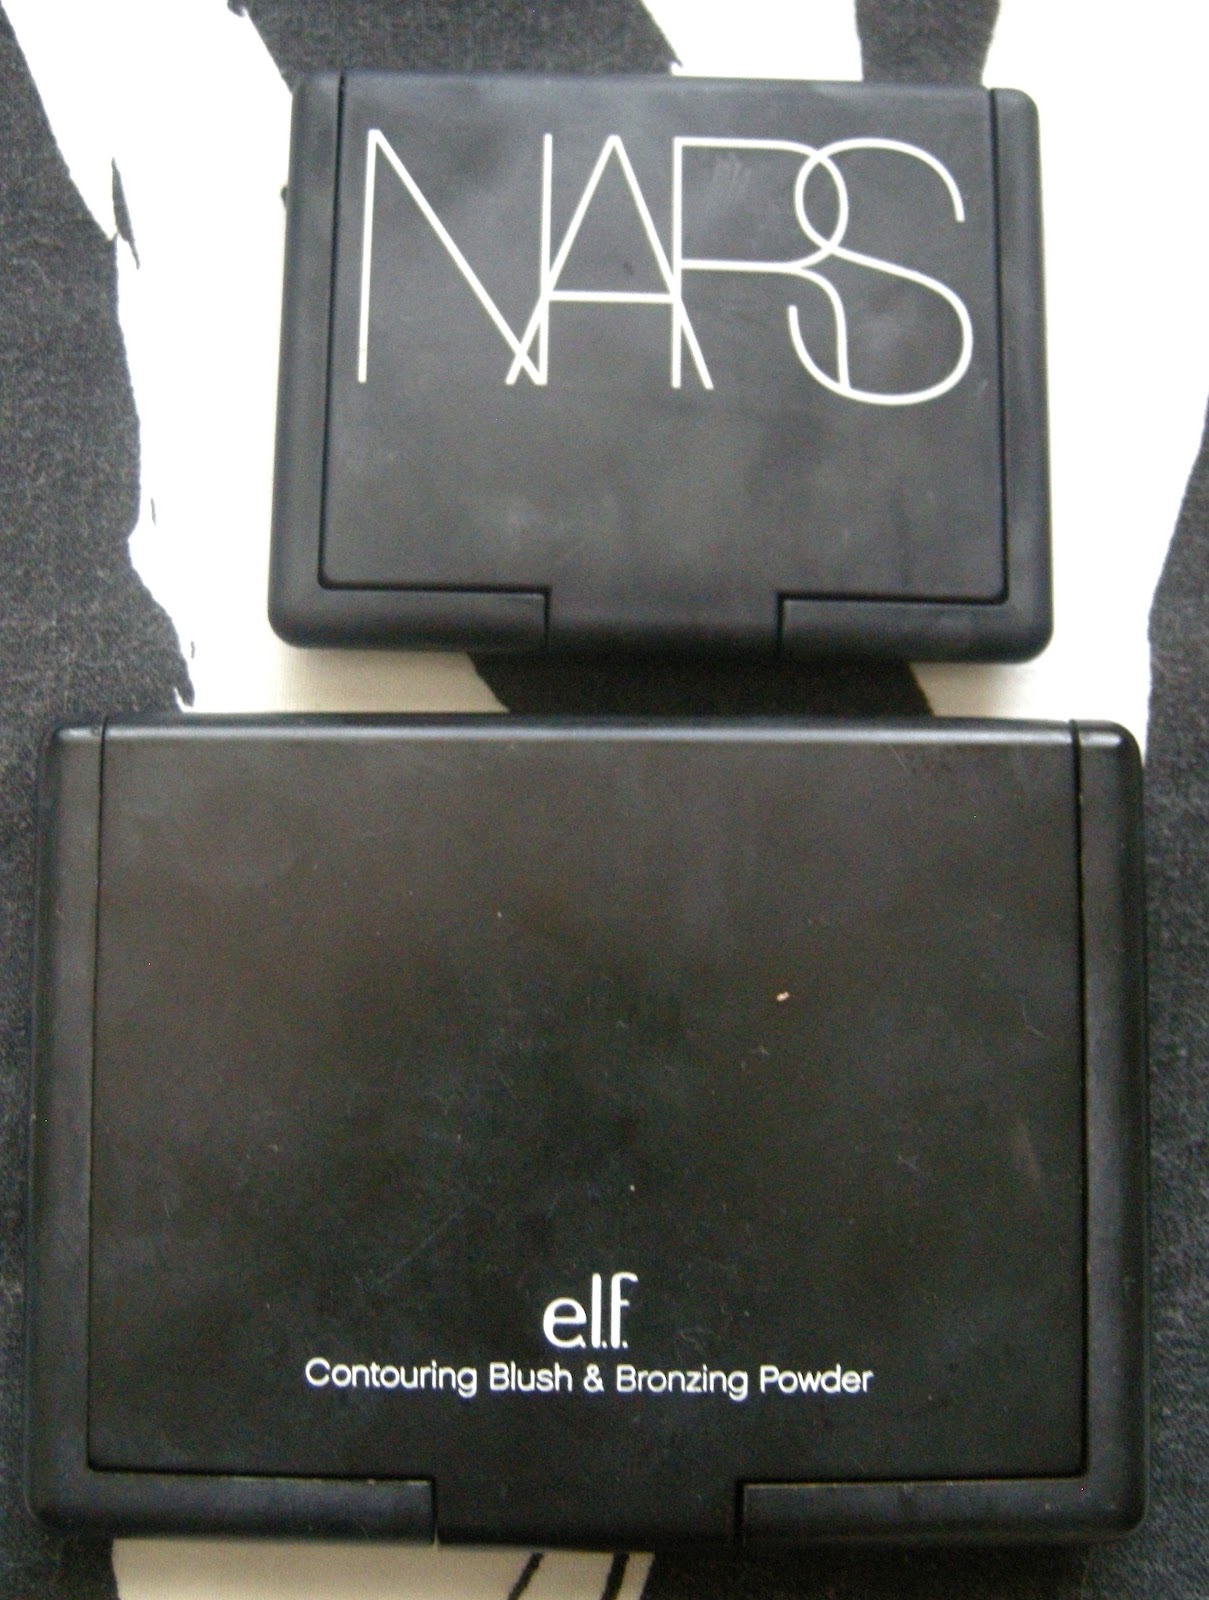 NARS
e.l.f.
Contouring Blush & Bronzing Powder